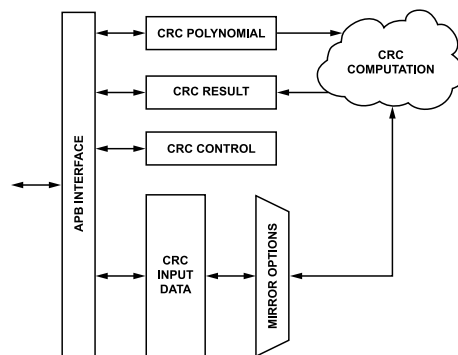 CRC POLYNOMIAL
CRC
COMPUTATION
CRC RESULT
CRC CONTROL
APB INTERFACE
CRC
INPUT
DATA
MIRROR OPTIONS